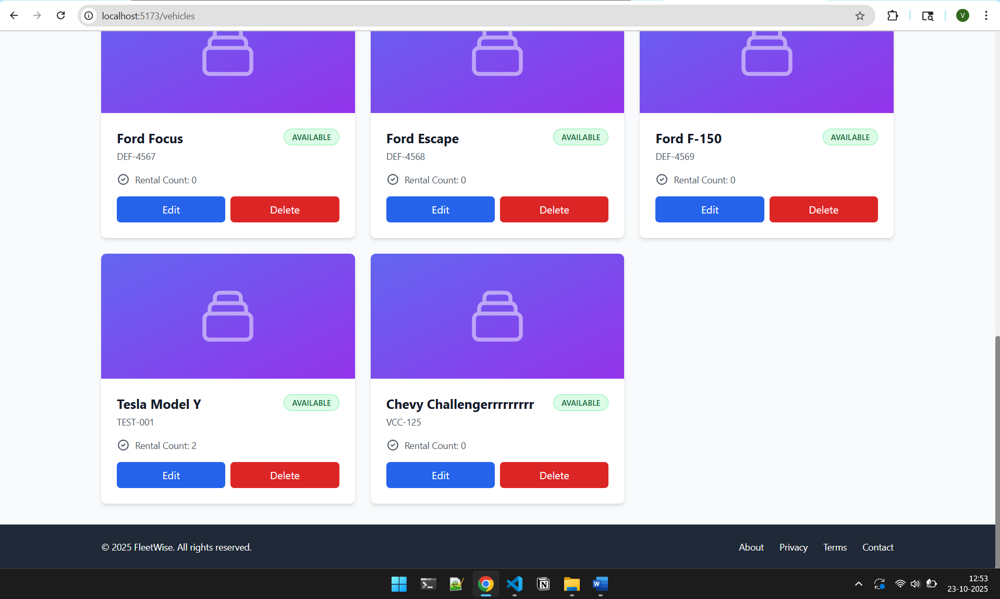 localhost:5173/vehicles
V
Ford Focus
AVAILABLE
DEF-4567
Rental Count: 0
Edit
Delete
Ford Escape
AVAILABLE
DEF-4568
Rental Count: 0
Edit
Delete
Ford F-150
AVAILABLE
DEF-4569
Rental Count: 0
Edit
Delete
Tesla Model Y
AVAILABLE
TEST-001
Rental Count: 2
Edit
Delete
Chevy Challengerrrrrrrrr
AVAILABLE
VCC-125
Rental Count: 0
Edit
Delete
© 2025 FleetWise. All rights reserved.
About
Privacy
Terms
Contact
12:53
23-10-2025